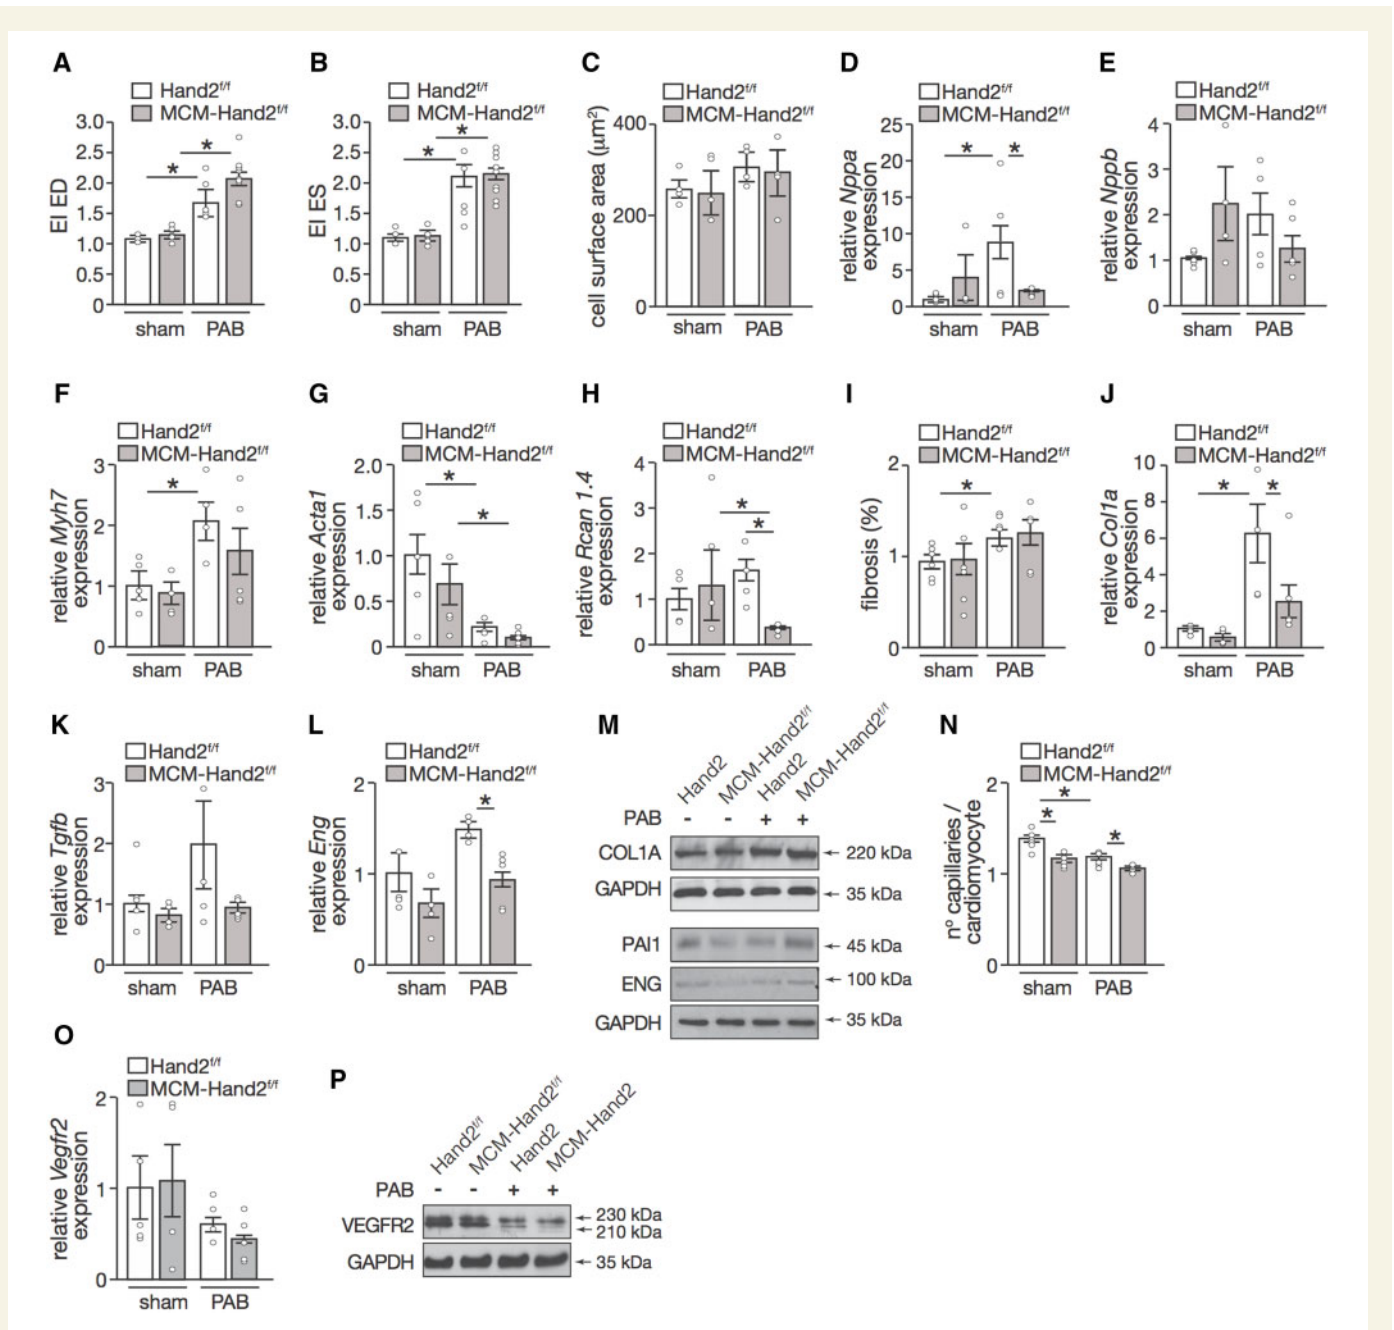 A
Hand2f/f
MCM-Hand2f/f
EI ED
3.0
2.5
2.0
1.5
1.0
0.5
0
*
*
sham
PAB
B
Hand2f/f
MCM-Hand2f/f
EI ES
3.0
2.5
2.0
1.5
1.0
0.5
0
*
*
sham
PAB
C
Hand2f/f
MCM-Hand2f/f
cell surface area (µm²)
400
200
0
sham
PAB
D
Hand2f/f
MCM-Hand2f/f
relative Nppa
expression
25
20
15
10
5
0
*
*
sham
PAB
E
Hand2f/f
MCM-Hand2f/f
relative Nppb
expression
4
3
2
1
0
sham
PAB
F
Hand2f/f
MCM-Hand2f/f
relative Myh7
expression
3
2
1
0
*
sham
PAB
G
Hand2f/f
MCM-Hand2f/f
relative Acta1
expression
2.0
1.5
1.0
0.5
0
*
*
sham
PAB
H
Hand2f/f
MCM-Hand2f/f
relative Rcan 1.4
expression
4
3
2
1
0
*
*
sham
PAB
I
Hand2f/f
MCM-Hand2f/f
fibrosis (%)
2
1
0
*
sham
PAB
J
Hand2f/f
MCM-Hand2f/f
relative Col1a
expression
10
8
6
4
2
0
*
*
sham
PAB
K
Hand2f/f
MCM-Hand2f/f
relative Tgfb
expression
3
2
1
0
sham
PAB
L
Hand2f/f
MCM-Hand2f/f
relative Eng
expression
2
1
0
*
sham
PAB
M
Hand2
MCM-Hand2f/f
Hand2
MCM-Hand2f/f
PAB - - + +
COL1A ← 220 kDa
GAPDH ← 35 kDa
PAI1 ← 45 kDa
ENG ← 100 kDa
GAPDH ← 35 kDa
N
Hand2f/f
MCM-Hand2f/f
nº capillaries /
cardiomyocyte
2
1
0
*
*
*
sham
PAB
O
Hand2f/f
MCM-Hand2f/f
relative Vegfr2
expression
2
1
0
sham
PAB
P
Hand2f/f
MCM-Hand2f/f
Hand2
MCM-Hand2
PAB - - + +
VEGFR2 ← 230 kDa
← 210 kDa
GAPDH ← 35 kDa